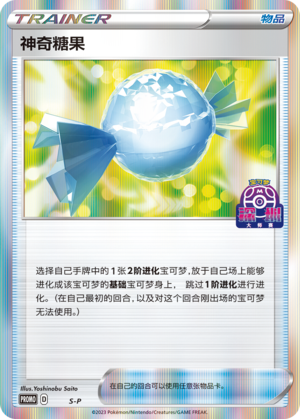 TRAINER
物品
神奇糖果
深圳
大师赛
选择自己手牌中的1张2阶进化宝可梦,放于自己场上能够
进化成该宝可梦的基础宝可梦身上, 跳过1阶进化进行进
化。(在自己最初的回合,以及对这个回合刚出场的宝可梦
无法使用。)
Illus.Yoshinobu Saito
PROMO
S-P
在自己的回合可以使用任意张物品卡。
©2023 Pokémon/Nintendo/Creatures/GAME FREAK.